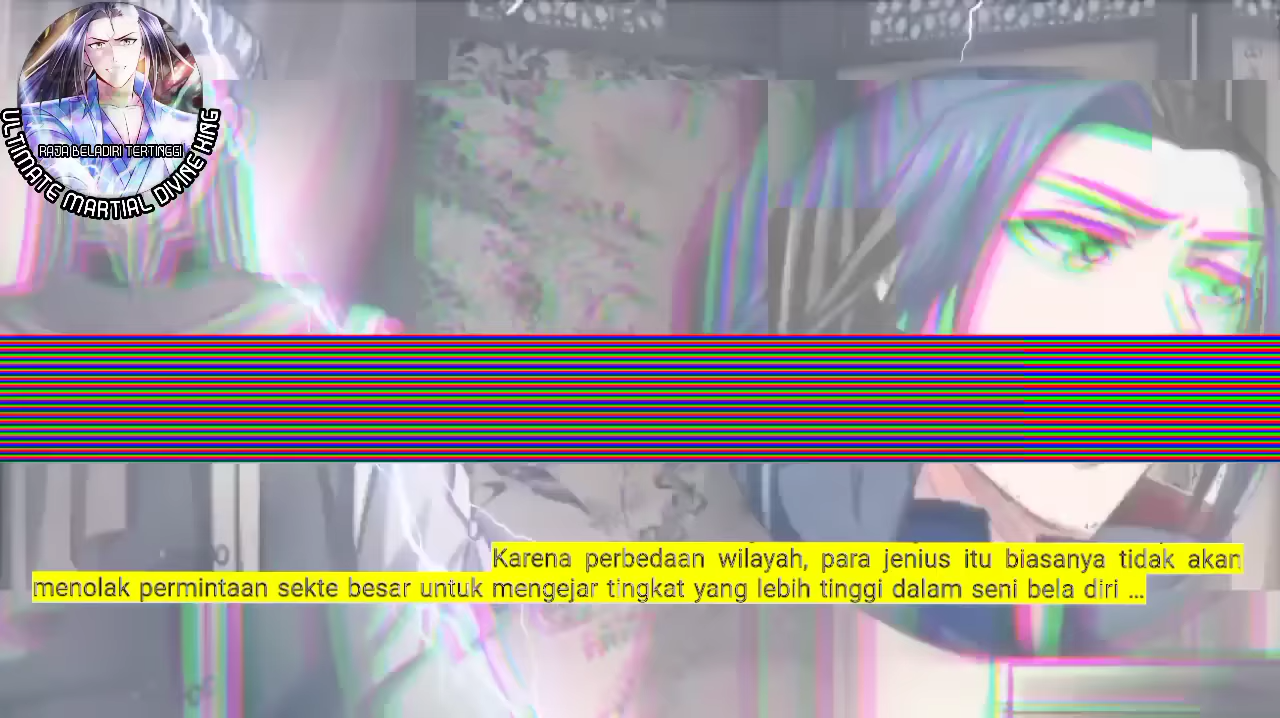 RAJA BELADIRI TERTINGGI
ULTIMATE MARTIAL DIVINE KING
Karena perbedaan wilayah, para jenius itu biasanya tidak akan
menolak permintaan sekte besar untuk mengejar tingkat yang lebih tinggi dalam seni bela diri ...